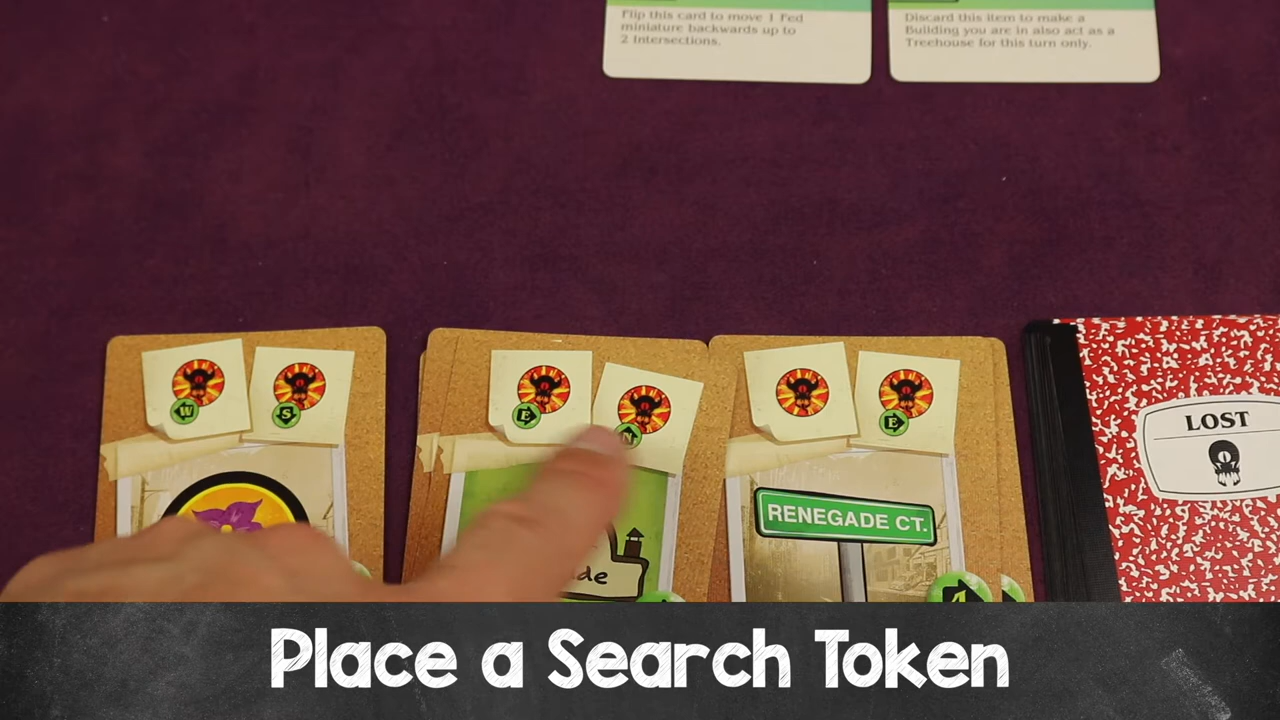 Flip this card to move 1 Fed
miniature backwards up to
2 Intersections.
Discard this item to make a
Building you are in also act as a
Treehouse for this turn only.
W
S
E
N
E
LOST
RENEGADE CT.
Place a Search Token